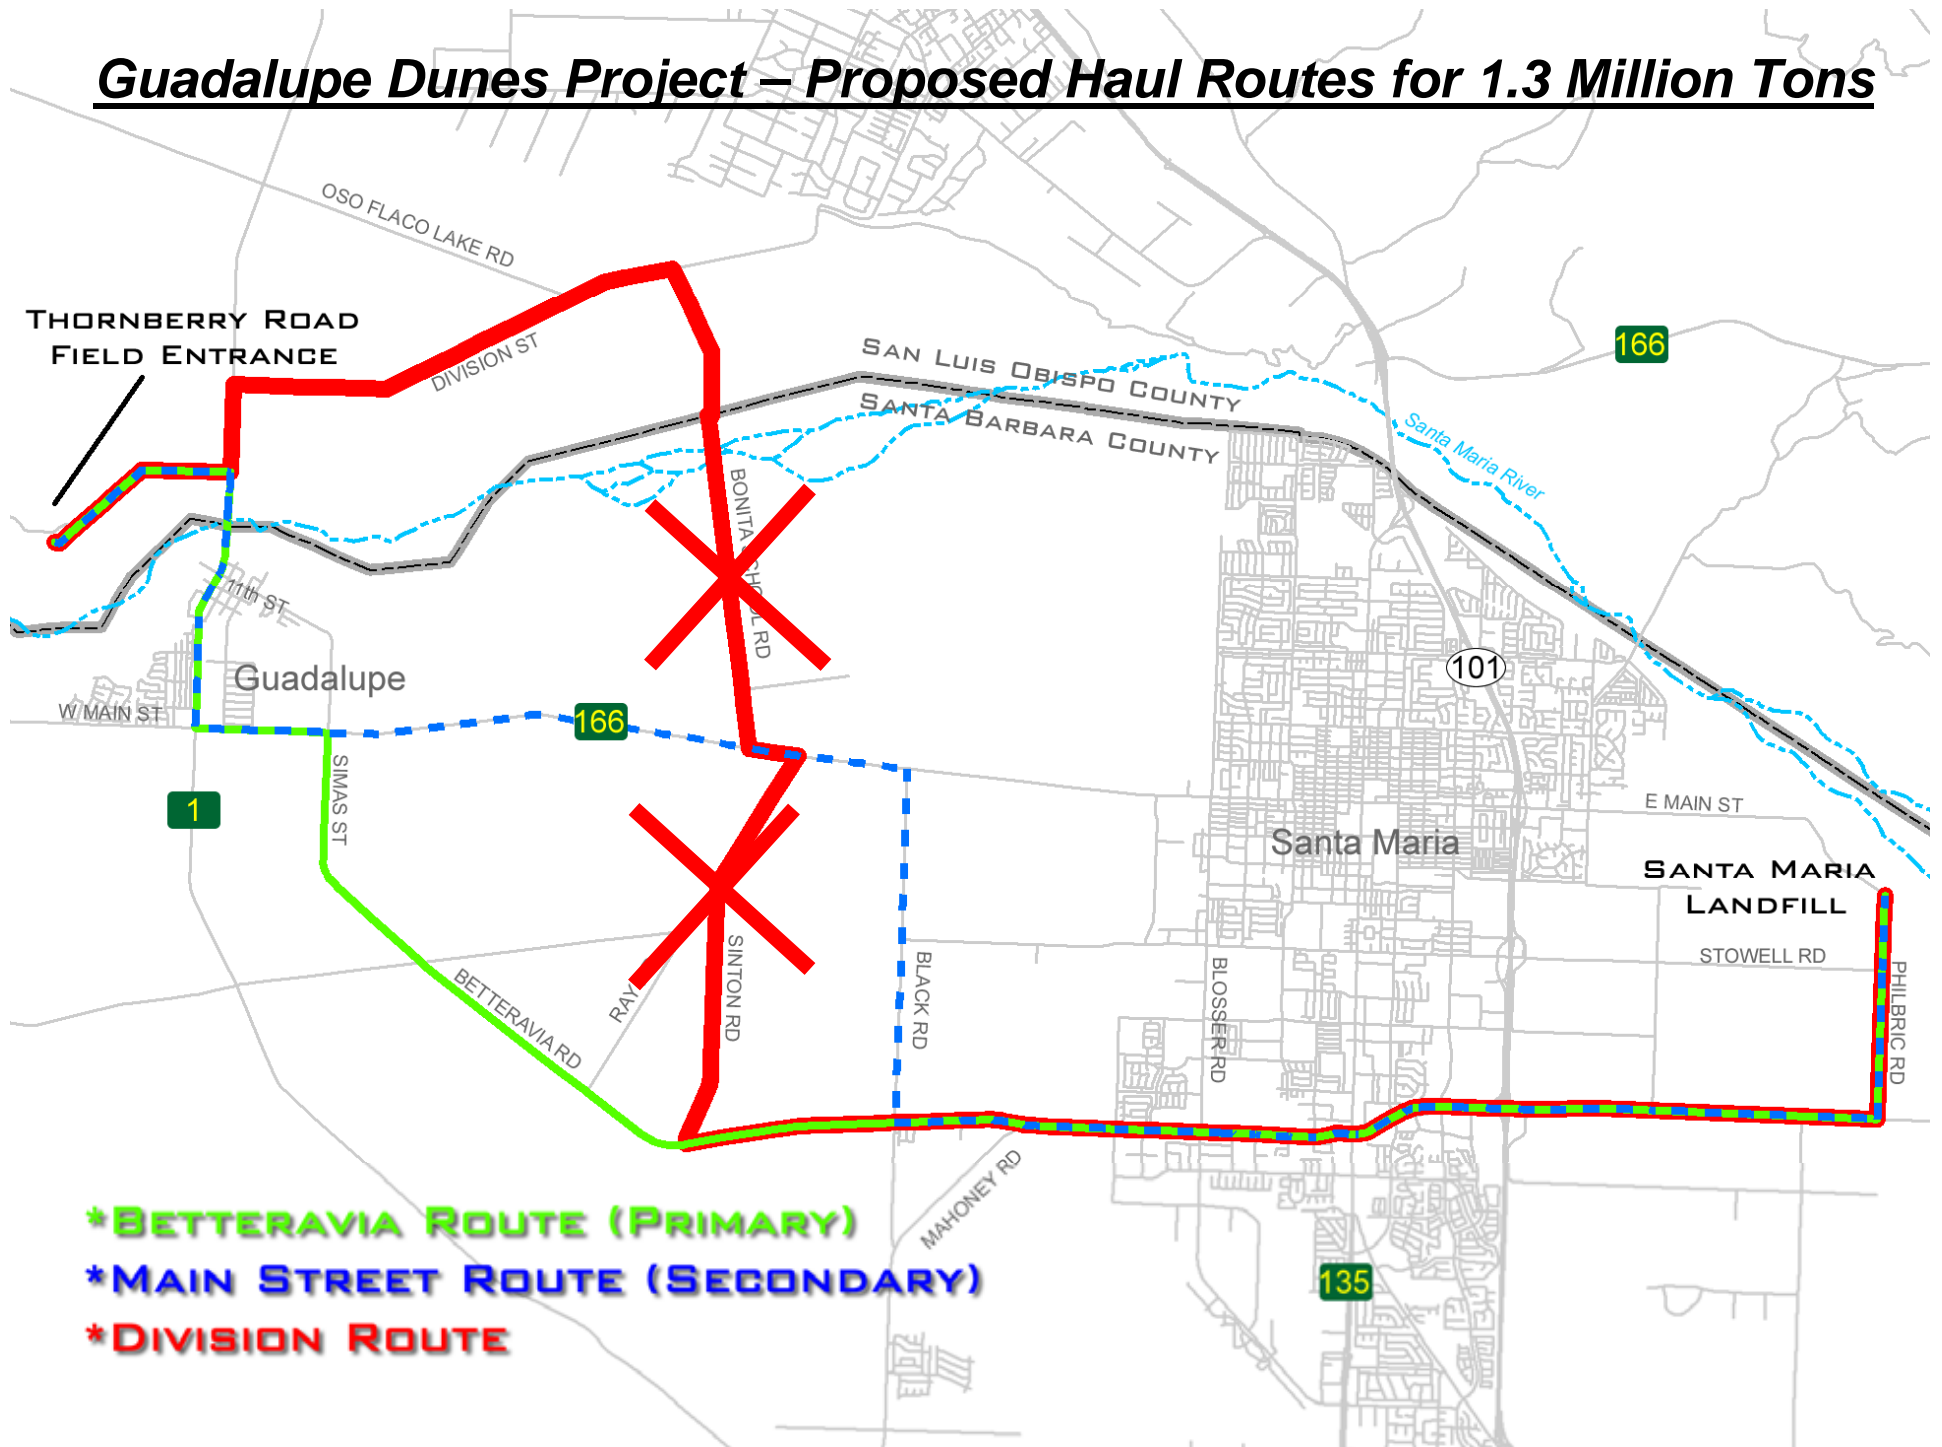 Guadalupe Dunes Project – Proposed Haul Routes for 1.3 Million Tons
OSO FLACO LAKE RD
THORNBERRY ROAD
FIELD ENTRANCE
DIVISION ST
SAN LUIS OBISPO COUNTY
SANTA BARBARA COUNTY
166
Santa Maria River
BONITA SCHOOL RD
11th ST
Guadalupe
101
W MAIN ST
166
SIMAS ST
1
E MAIN ST
Santa Maria
SANTA MARIA
LANDFILL
STOWELL RD
BETTERAVIA RD
RAY
SINTON RD
BLACK RD
BLOSSER RD
PHILBRIC RD
MAHONEY RD
*BETTERAVIA ROUTE (PRIMARY)
*MAIN STREET ROUTE (SECONDARY)
*DIVISION ROUTE
135